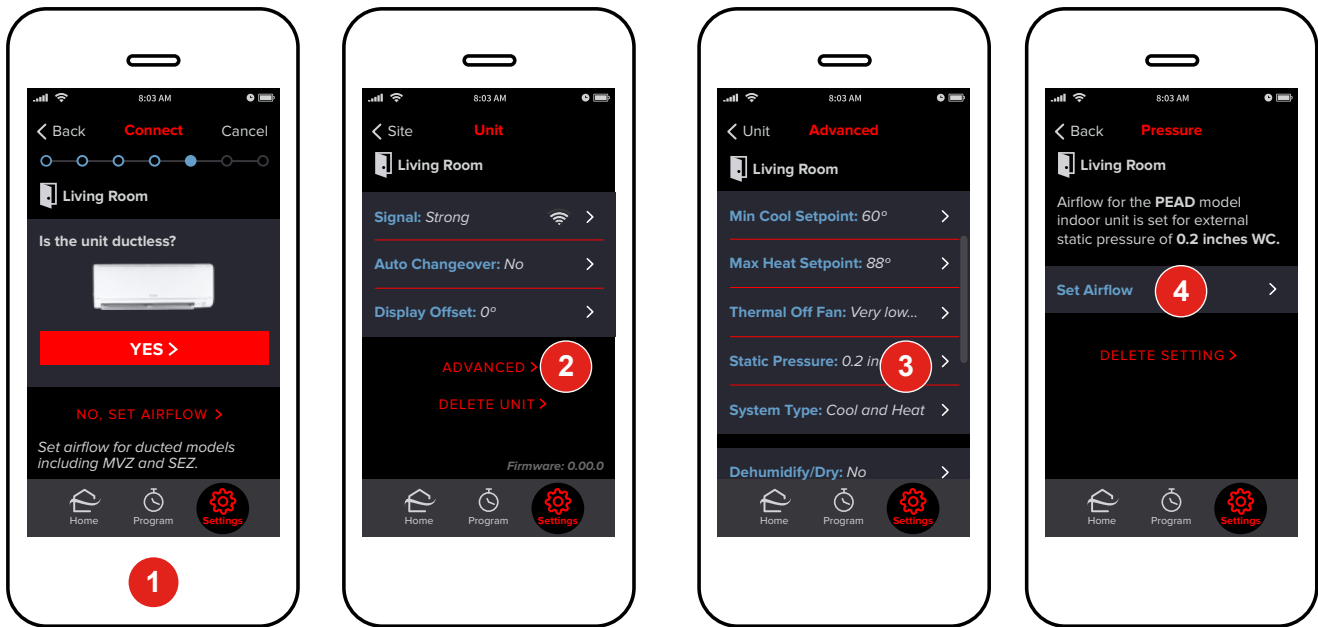 8:03 AM
Back Connect Cancel
Living Room
Is the unit ductless?
YES >
NO, SET AIRFLOW >
Set airflow for ducted models
including MVZ and SEZ.
Home Program Settings
1
8:03 AM
Site Unit
Living Room
Signal: Strong
Auto Changeover: No
Display Offset: 0°
ADVANCED > 2
DELETE UNIT >
Firmware: 0.00.0
Home Program Settings
8:03 AM
Unit Advanced
Living Room
Min Cool Setpoint: 60°
Max Heat Setpoint: 88°
Thermal Off Fan: Very low...
Static Pressure: 0.2 in 3
System Type: Cool and Heat
Dehumidify/Dry: No
Home Program Settings
8:03 AM
Back Pressure
Living Room
Airflow for the PEAD model
indoor unit is set for external
static pressure of 0.2 inches WC.
Set Airflow 4
DELETE SETTING >
Home Program Settings